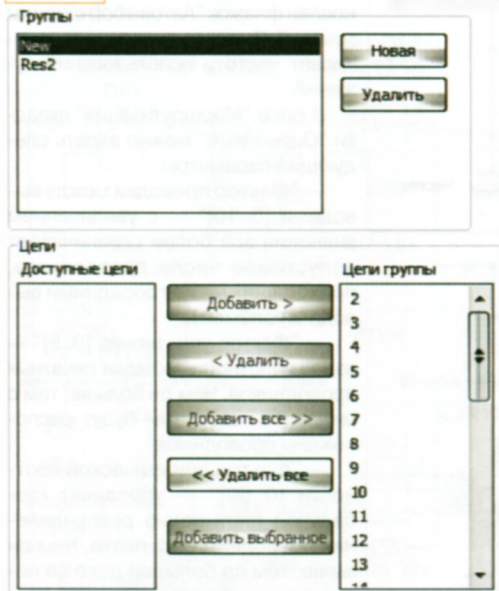 Группы
New
Res2
Новая
Удалить
Цепи
Доступные цепи
Цепи группы
Добавить >
< Удалить
Добавить все >>
<< Удалить все
Добавить выбранное
2
3
4
5
6
7
8
9
10
11
12
13